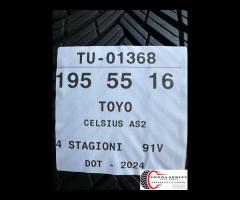 TU-01368
195 55 16
TOYO
CELSIUS AS2
4 STAGIONI 91V
DOT - 2024